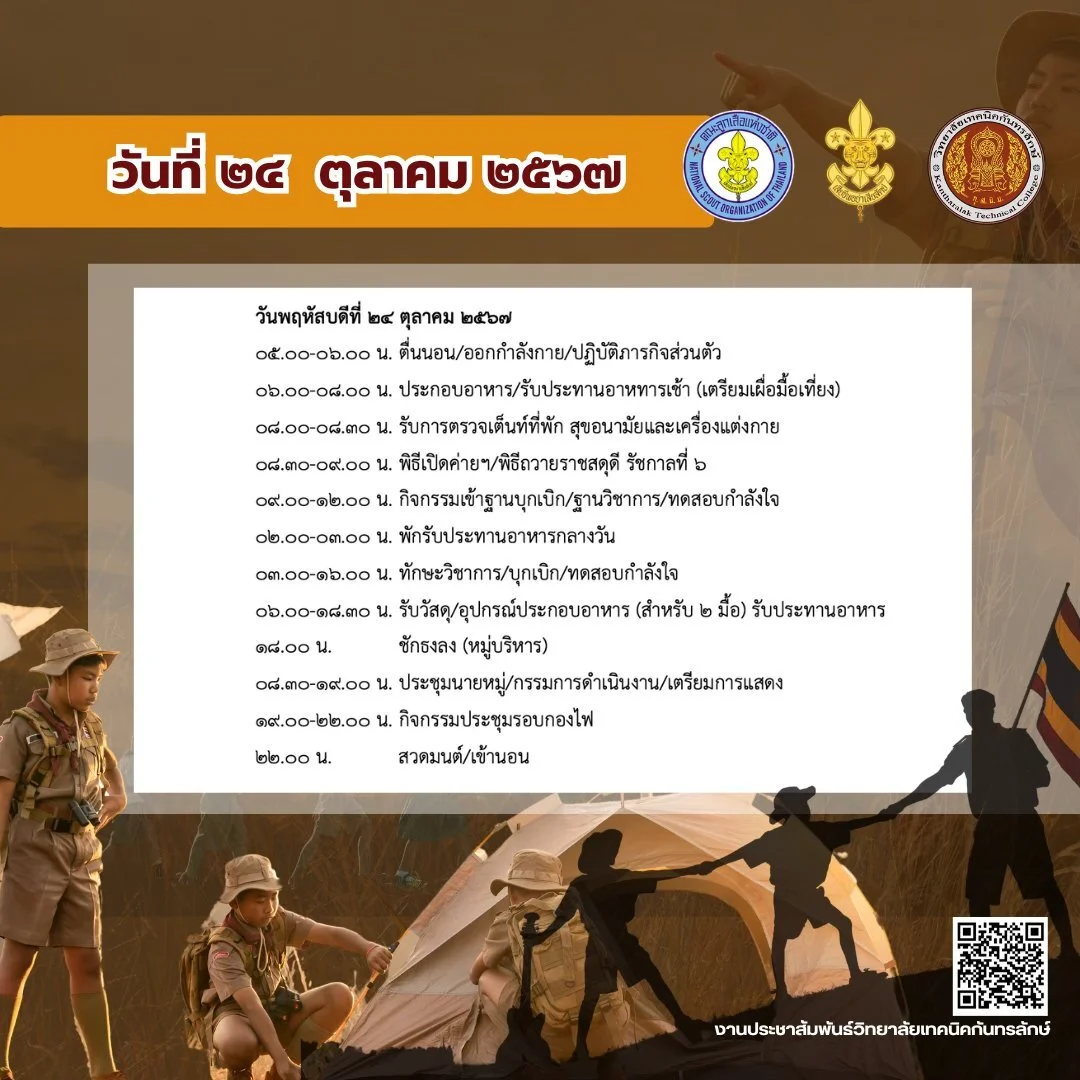 วันที่ ๒๔ ตุลาคม ๒๕๖๗
คณะลูกเสือแห่งชาติ
NATIONAL SCOUT ORGANIZATION OF THAILAND
วิทยาลัยเทคนิคกันทรลักษ์
Kantharalak Technical College
วันพฤหัสบดีที่ ๒๔ ตุลาคม ๒๕๖๗
๐๕.๐๐-๐๖.๐๐ น. ตื่นนอน/ออกกำลังกาย/ปฏิบัติภารกิจส่วนตัว
๐๖.๐๐-๐๘.๐๐ น. ประกอบอาหาร/รับประทานอาหทารเช้า (เตรียมเผื่อมื้อเที่ยง)
๐๘.๐๐-๐๘.๓๐ น. รับการตรวจเต็นท์ที่พัก สุขอนามัยและเครื่องแต่งกาย
๐๘.๓๐-๐๙.๐๐ น. พิธีเปิดค่ายฯ/พิธีถวายราชสดุดี รัชกาลที่ ๖
๐๙.๐๐-๑๒.๐๐ น. กิจกรรมเข้าฐานบุกเบิก/ฐานวิชาการ/ทดสอบกำลังใจ
๐๒.๐๐-๐๓.๐๐ น. พักรับประทานอาหารกลางวัน
๐๓.๐๐-๑๖.๐๐ น. ทักษะวิชาการ/บุกเบิก/ทดสอบกำลังใจ
๐๖.๐๐-๑๘.๓๐ น. รับวัสดุ/อุปกรณ์ประกอบอาหาร (สำหรับ ๒ มื้อ) รับประทานอาหาร
๑๘.๐๐ น. ชักธงลง (หมู่บริหาร)
๐๘.๓๐-๑๙.๐๐ น. ประชุมนายหมู่/กรรมการดำเนินงาน/เตรียมการแสดง
๑๙.๐๐-๒๒.๐๐ น. กิจกรรมประชุมรอบกองไฟ
๒๒.๐๐ น. สวดมนต์/เข้านอน
งานประชาสัมพันธ์วิทยาลัยเทคนิคกันทรลักษ์